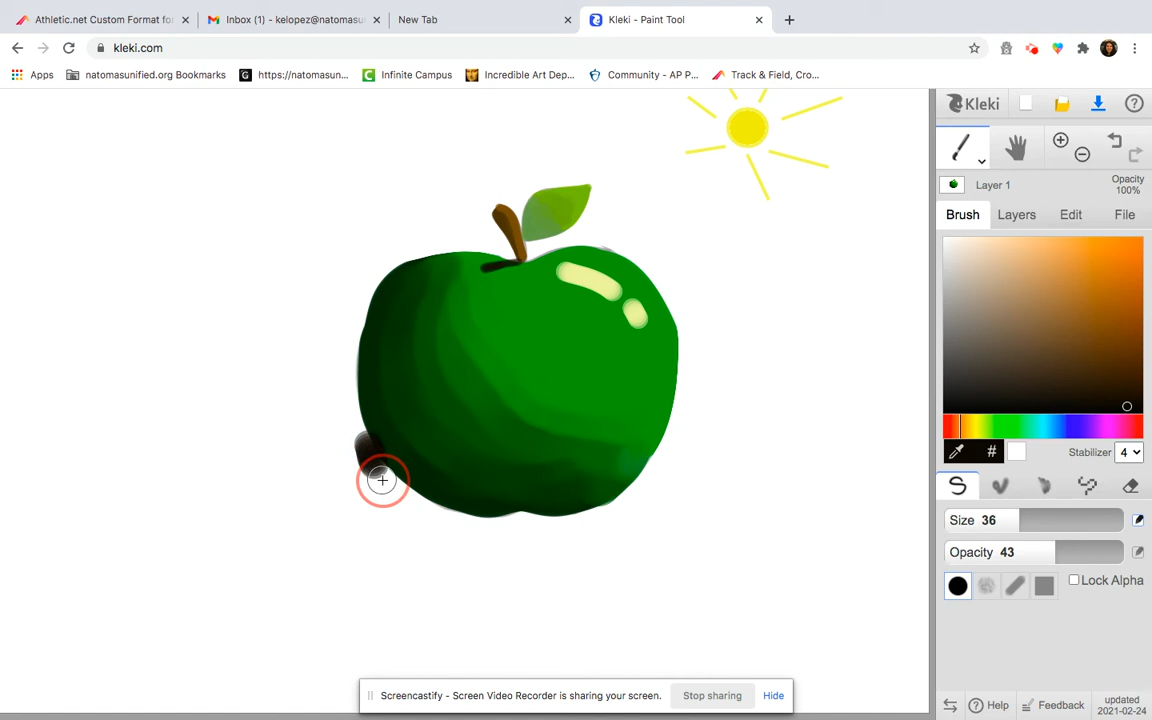 Athletic.net Custom Format for
Inbox (1) - kelopez@natomasu
New Tab
Kleki - Paint Tool
kleki.com
Apps
natomasunified.org Bookmarks
https://natomasun...
Infinite Campus
Incredible Art Dep...
Community - AP P...
Track & Field, Cro...
Kleki
Layer 1
Opacity
100%
Brush
Layers
Edit
File
#
Stabilizer 4
Size 36
Opacity 43
Lock Alpha
Screencastify - Screen Video Recorder is sharing your screen.
Stop sharing
Hide
Help
Feedback
updated
2021-02-24